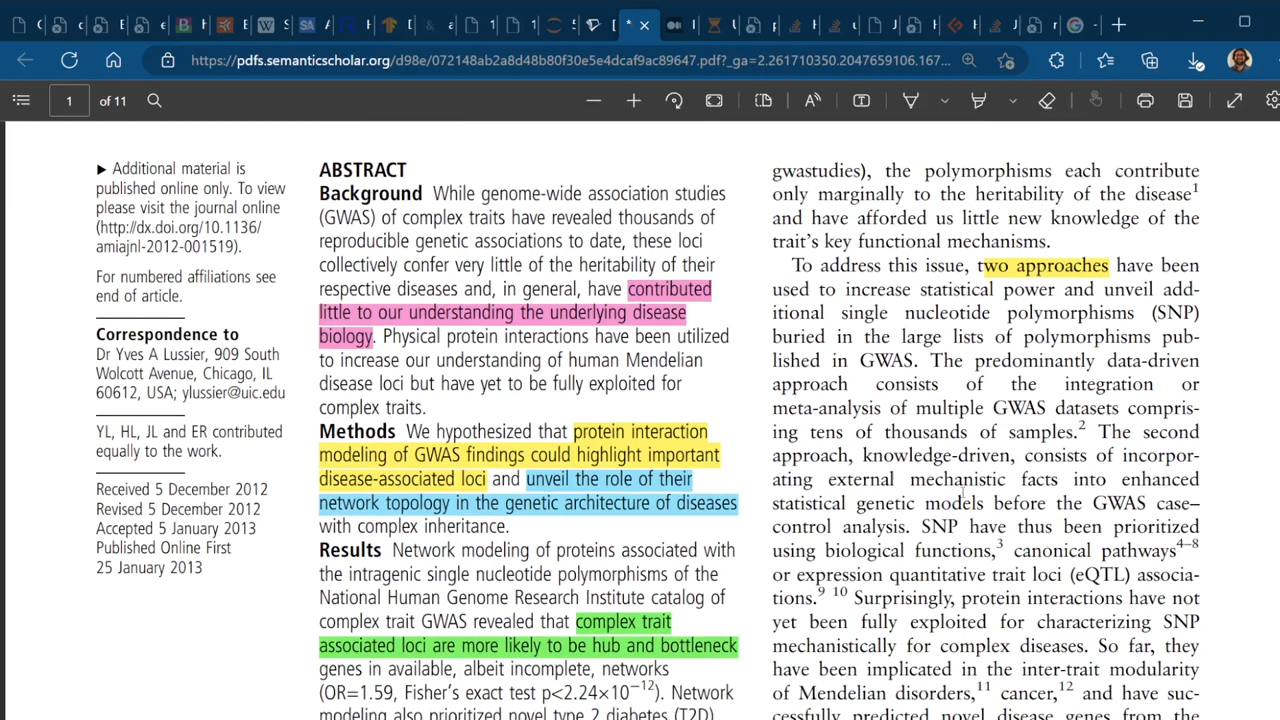 https://pdfs.semanticscholar.org/d98e/072148ab2a8d48b80f30e5e4dcaf9ac89647.pdf?_ga=2.261710350.2047659106.167...
1 of 11
► Additional material is
published online only. To view
please visit the journal online
(http://dx.doi.org/10.1136/
amiajnl-2012-001519).
For numbered affiliations see
end of article.
Correspondence to
Dr Yves A Lussier, 909 South
Wolcott Avenue, Chicago, IL
60612, USA; ylussier@uic.edu
YL, HL, JL and ER contributed
equally to the work.
Received 5 December 2012
Revised 5 December 2012
Accepted 5 January 2013
Published Online First
25 January 2013
ABSTRACT
Background While genome-wide association studies
(GWAS) of complex traits have revealed thousands of
reproducible genetic associations to date, these loci
collectively confer very little of the heritability of their
respective diseases and, in general, have contributed
little to our understanding the underlying disease
biology. Physical protein interactions have been utilized
to increase our understanding of human Mendelian
disease loci but have yet to be fully exploited for
complex traits.
Methods We hypothesized that protein interaction
modeling of GWAS findings could highlight important
disease-associated loci and unveil the role of their
network topology in the genetic architecture of diseases
with complex inheritance.
Results Network modeling of proteins associated with
the intragenic single nucleotide polymorphisms of the
National Human Genome Research Institute catalog of
complex trait GWAS revealed that complex trait
associated loci are more likely to be hub and bottleneck
genes in available, albeit incomplete, networks
(OR=1.59, Fisher's exact test p<2.24×10⁻¹²). Network
modeling also prioritized novel type 2 diabetes (T2D)
gwastudies), the polymorphisms each contribute
only marginally to the heritability of the disease¹
and have afforded us little new knowledge of the
trait's key functional mechanisms.
To address this issue, two approaches have been
used to increase statistical power and unveil add-
itional single nucleotide polymorphisms (SNP)
buried in the large lists of polymorphisms pub-
lished in GWAS. The predominantly data-driven
approach consists of the integration or
meta-analysis of multiple GWAS datasets compris-
ing tens of thousands of samples.² The second
approach, knowledge-driven, consists of incorpor-
ating external mechanistic facts into enhanced
statistical genetic models before the GWAS case–
control analysis. SNP have thus been prioritized
using biological functions,³ canonical pathways⁴⁻⁸
or expression quantitative trait loci (eQTL) associa-
tions.⁹ ¹⁰ Surprisingly, protein interactions have not
yet been fully exploited for characterizing SNP
mechanistically for complex diseases. So far, they
have been implicated in the inter-trait modularity
of Mendelian disorders,¹¹ cancer,¹² and have suc-
cessfully predicted novel disease genes from the